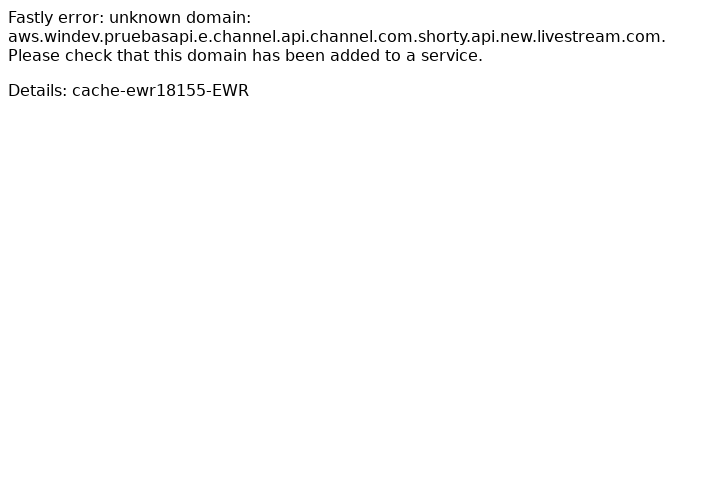 Fastly error: unknown domain:
aws.windev.pruebasapi.e.channel.api.channel.com.shorty.api.new.livestream.com.
Please check that this domain has been added to a service.
Details: cache-ewr18155-EWR